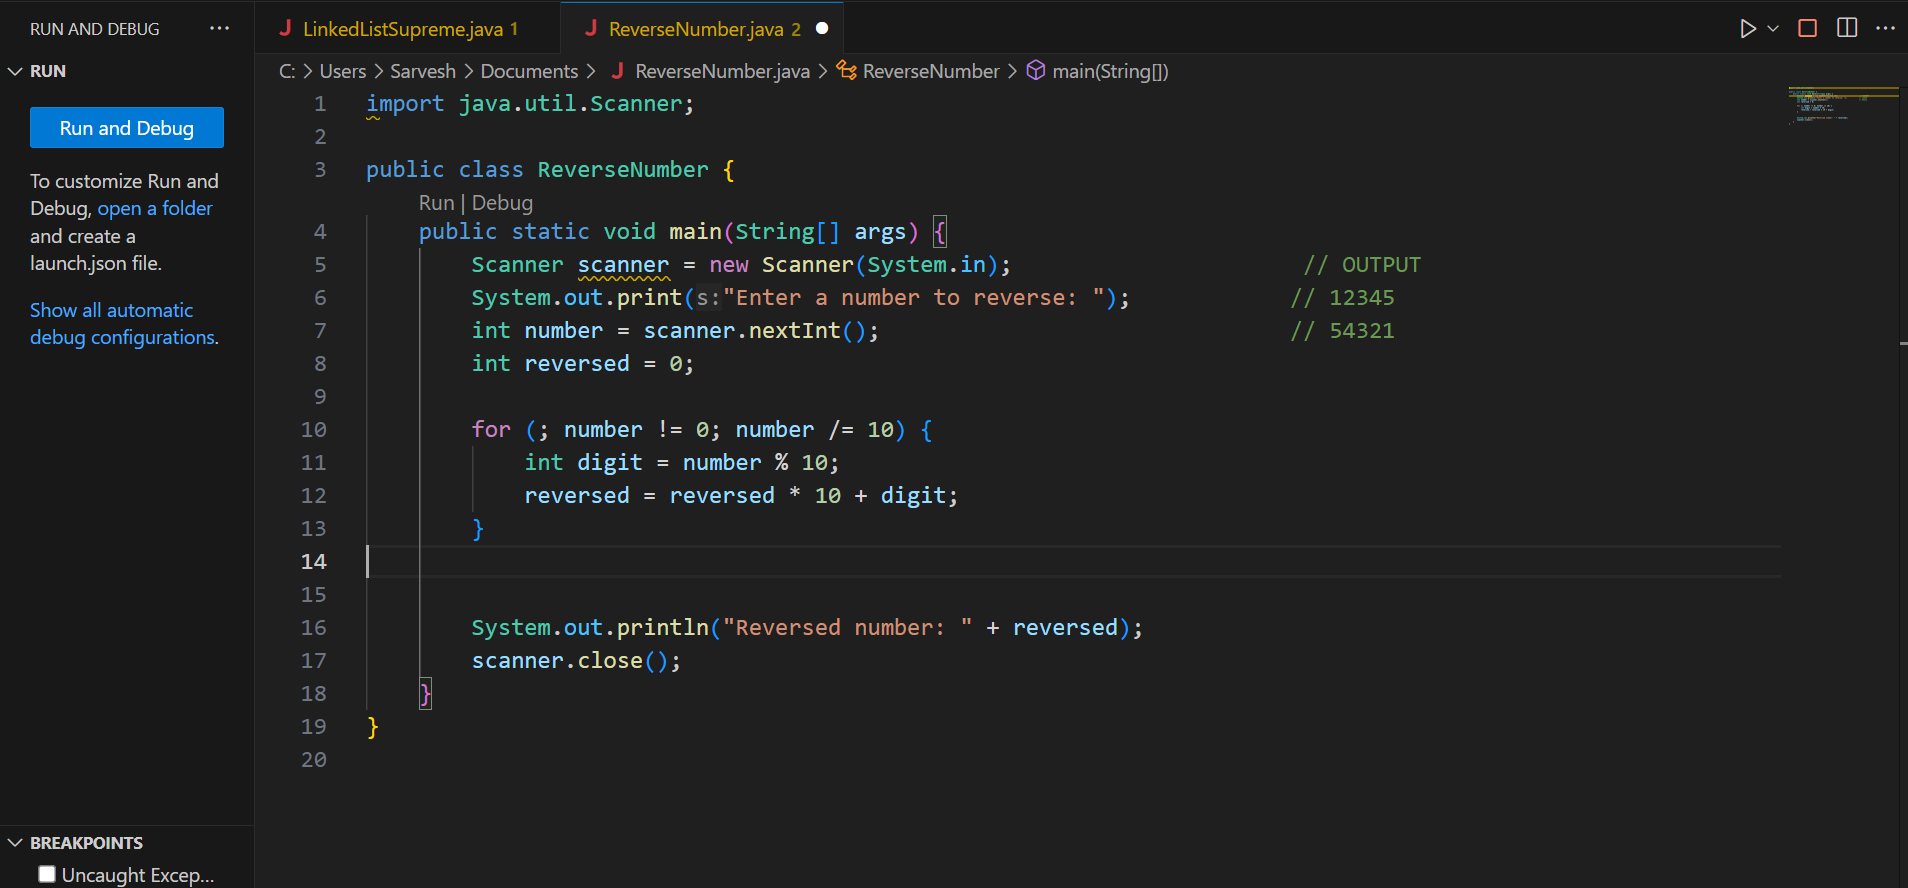 RUN AND DEBUG ···
RUN
Run and Debug
To customize Run and
Debug, open a folder
and create a
launch.json file.
Show all automatic
debug configurations.
BREAKPOINTS
Uncaught Excep...
J LinkedListSupreme.java 1
J ReverseNumber.java 2
C: > Users > Sarvesh > Documents > J ReverseNumber.java > ReverseNumber > main(String[])
1 import java.util.Scanner;
2
3 public class ReverseNumber {
Run | Debug
4     public static void main(String[] args) {
5         Scanner scanner = new Scanner(System.in);                      // OUTPUT
6         System.out.print(s:"Enter a number to reverse: ");            // 12345
7         int number = scanner.nextInt();                               // 54321
8         int reversed = 0;
9
10         for (; number != 0; number /= 10) {
11             int digit = number % 10;
12             reversed = reversed * 10 + digit;
13         }
14
15
16         System.out.println("Reversed number: " + reversed);
17         scanner.close();
18     }
19 }
20